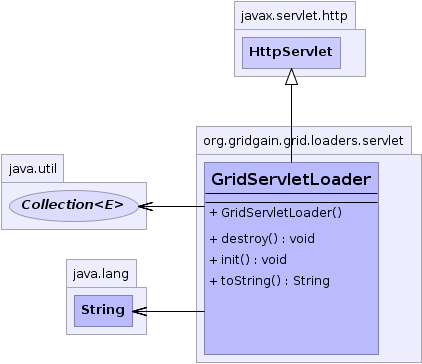 javax.servlet.http
HttpServlet
org.gridgain.grid.loaders.servlet
GridServletLoader
+ GridServletLoader()
+ destroy() : void
+ init() : void
+ toString() : String
java.util
Collection<E>
java.lang
String